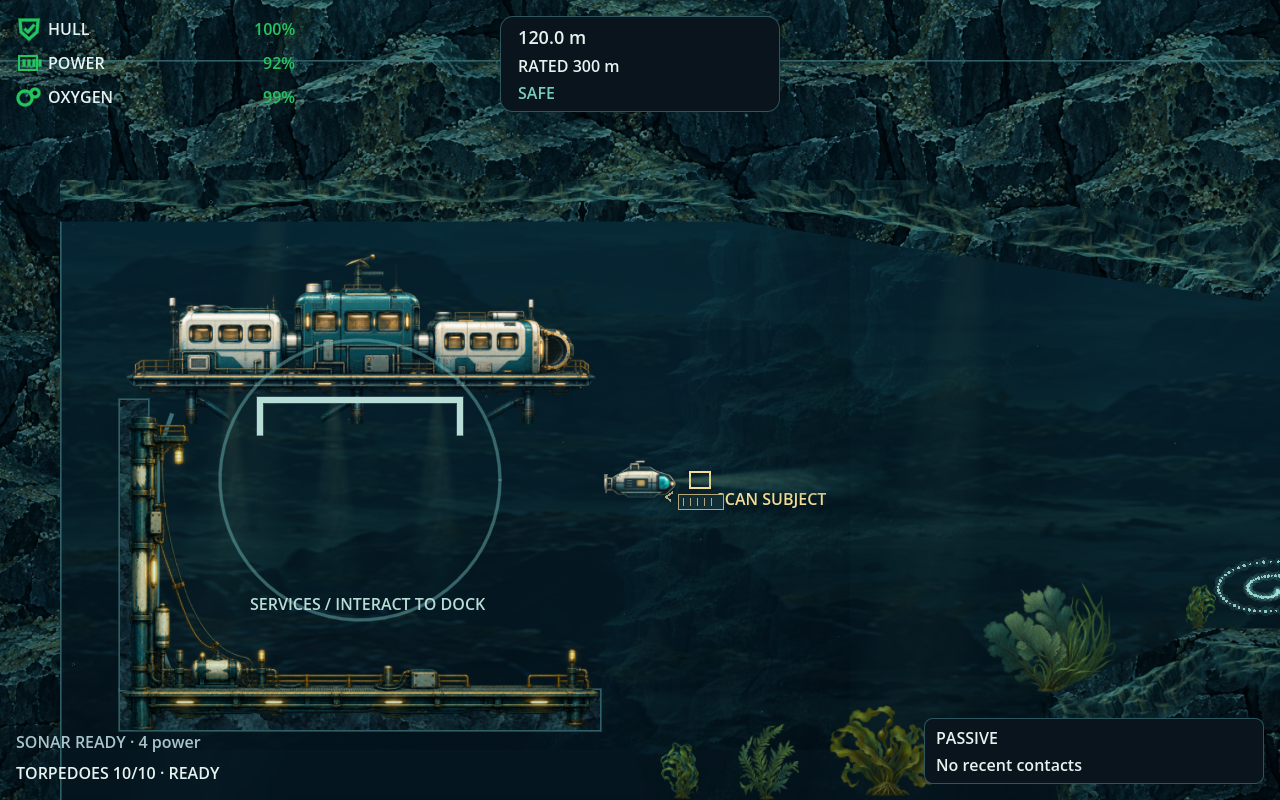 HULL 100%
POWER 92%
OXYGEN 99%
120.0 m
RATED 300 m
SAFE
CAN SUBJECT
SERVICES / INTERACT TO DOCK
SONAR READY · 4 power
TORPEDOES 10/10 · READY
PASSIVE
No recent contacts